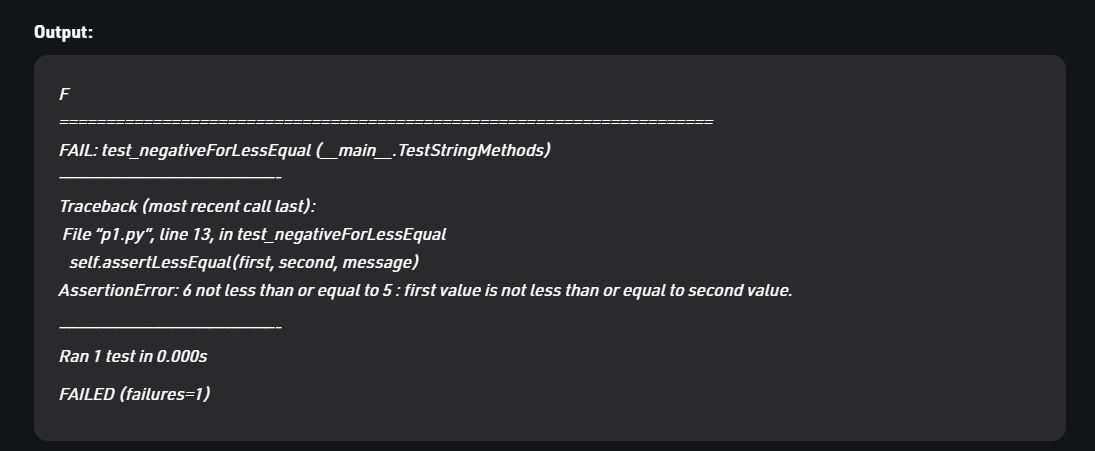 Output:
F
======================================================================
FAIL: test_negativeForLessEqual (__main__.TestStringMethods)
———————————————————————-
Traceback (most recent call last):
File “p1.py”, line 13, in test_negativeForLessEqual
self.assertLessEqual(first, second, message)
AssertionError: 6 not less than or equal to 5 : first value is not less than or equal to second value.
———————————————————————-
Ran 1 test in 0.000s
FAILED (failures=1)